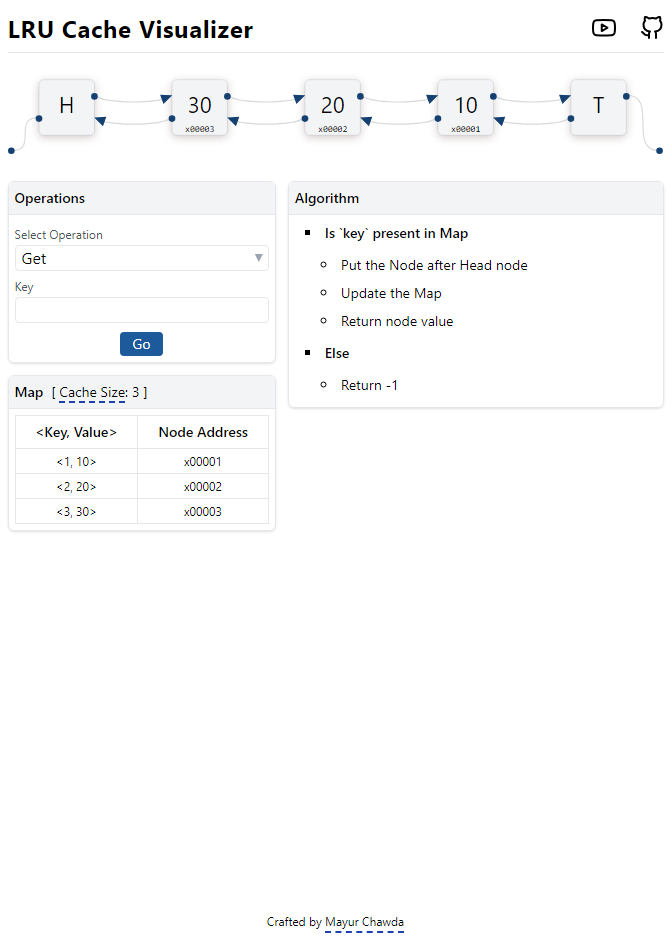 LRU Cache Visualizer
H 30 20 10 T
x00003 x00002 x00001
Operations
Select Operation
Get
Key
Go
Map [ Cache Size: 3 ]
<Key, Value> Node Address
<1, 10> x00001
<2, 20> x00002
<3, 30> x00003
Algorithm
Is `key` present in Map
Put the Node after Head node
Update the Map
Return node value
Else
Return -1
Crafted by Mayur Chawda